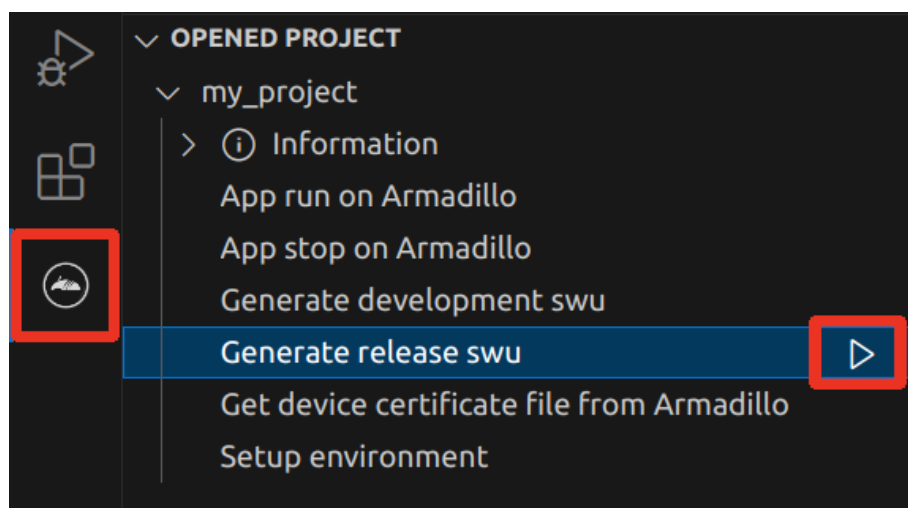 OPENED PROJECT
my_project
Information
App run on Armadillo
App stop on Armadillo
Generate development swu
Generate release swu
Get device certificate file from Armadillo
Setup environment